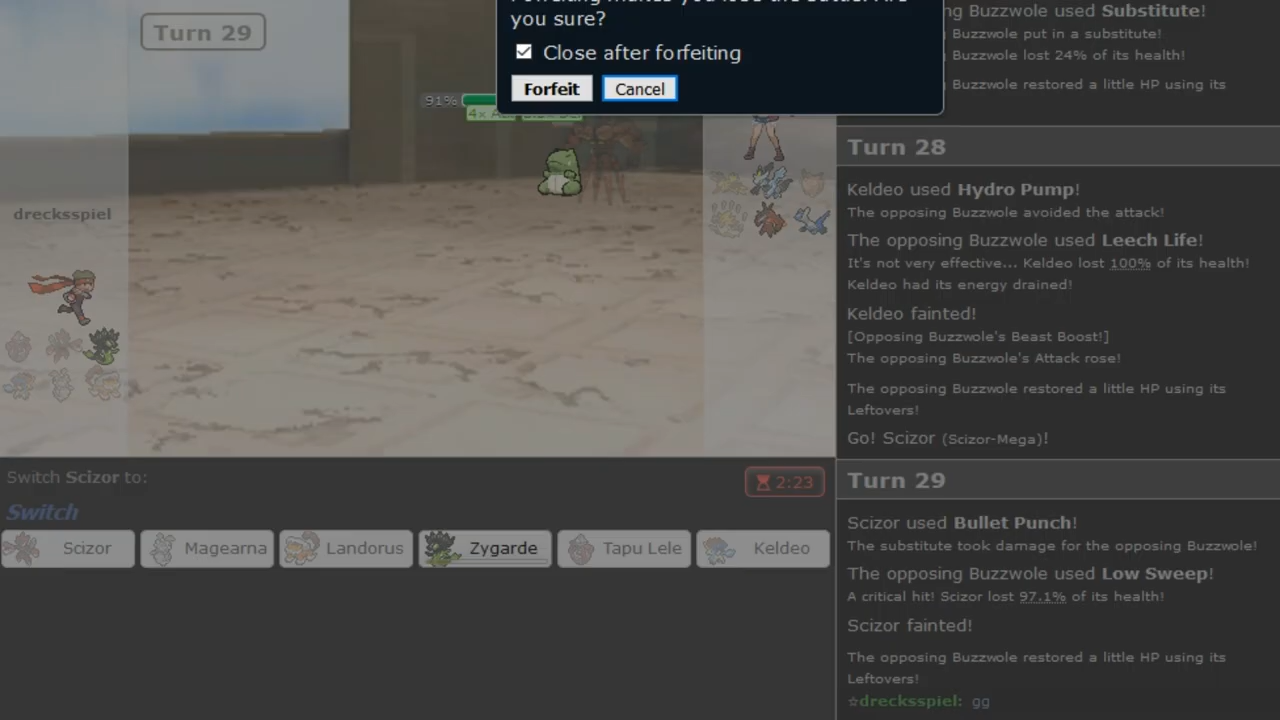 Turn 29
you sure?
Close after forfeiting
Forfeit
Cancel
91%
4x
drecksspiel
Switch Scizor to:
2:23
Switch
Scizor
Magearna
Landorus
Zygarde
Tapu Lele
Keldeo
Buzzwole used Substitute!
Buzzwole put in a substitute!
Buzzwole lost 24% of its health!
Buzzwole restored a little HP using its
Turn 28
Keldeo used Hydro Pump!
The opposing Buzzwole avoided the attack!
The opposing Buzzwole used Leech Life!
It's not very effective... Keldeo lost 100% of its health!
Keldeo had its energy drained!
Keldeo fainted!
[Opposing Buzzwole's Beast Boost!]
The opposing Buzzwole's Attack rose!
The opposing Buzzwole restored a little HP using its
Leftovers!
Go! Scizor (Scizor-Mega)!
Turn 29
Scizor used Bullet Punch!
The substitute took damage for the opposing Buzzwole!
The opposing Buzzwole used Low Sweep!
A critical hit! Scizor lost 97.1% of its health!
Scizor fainted!
The opposing Buzzwole restored a little HP using its
Leftovers!
☆drecksspiel: gg